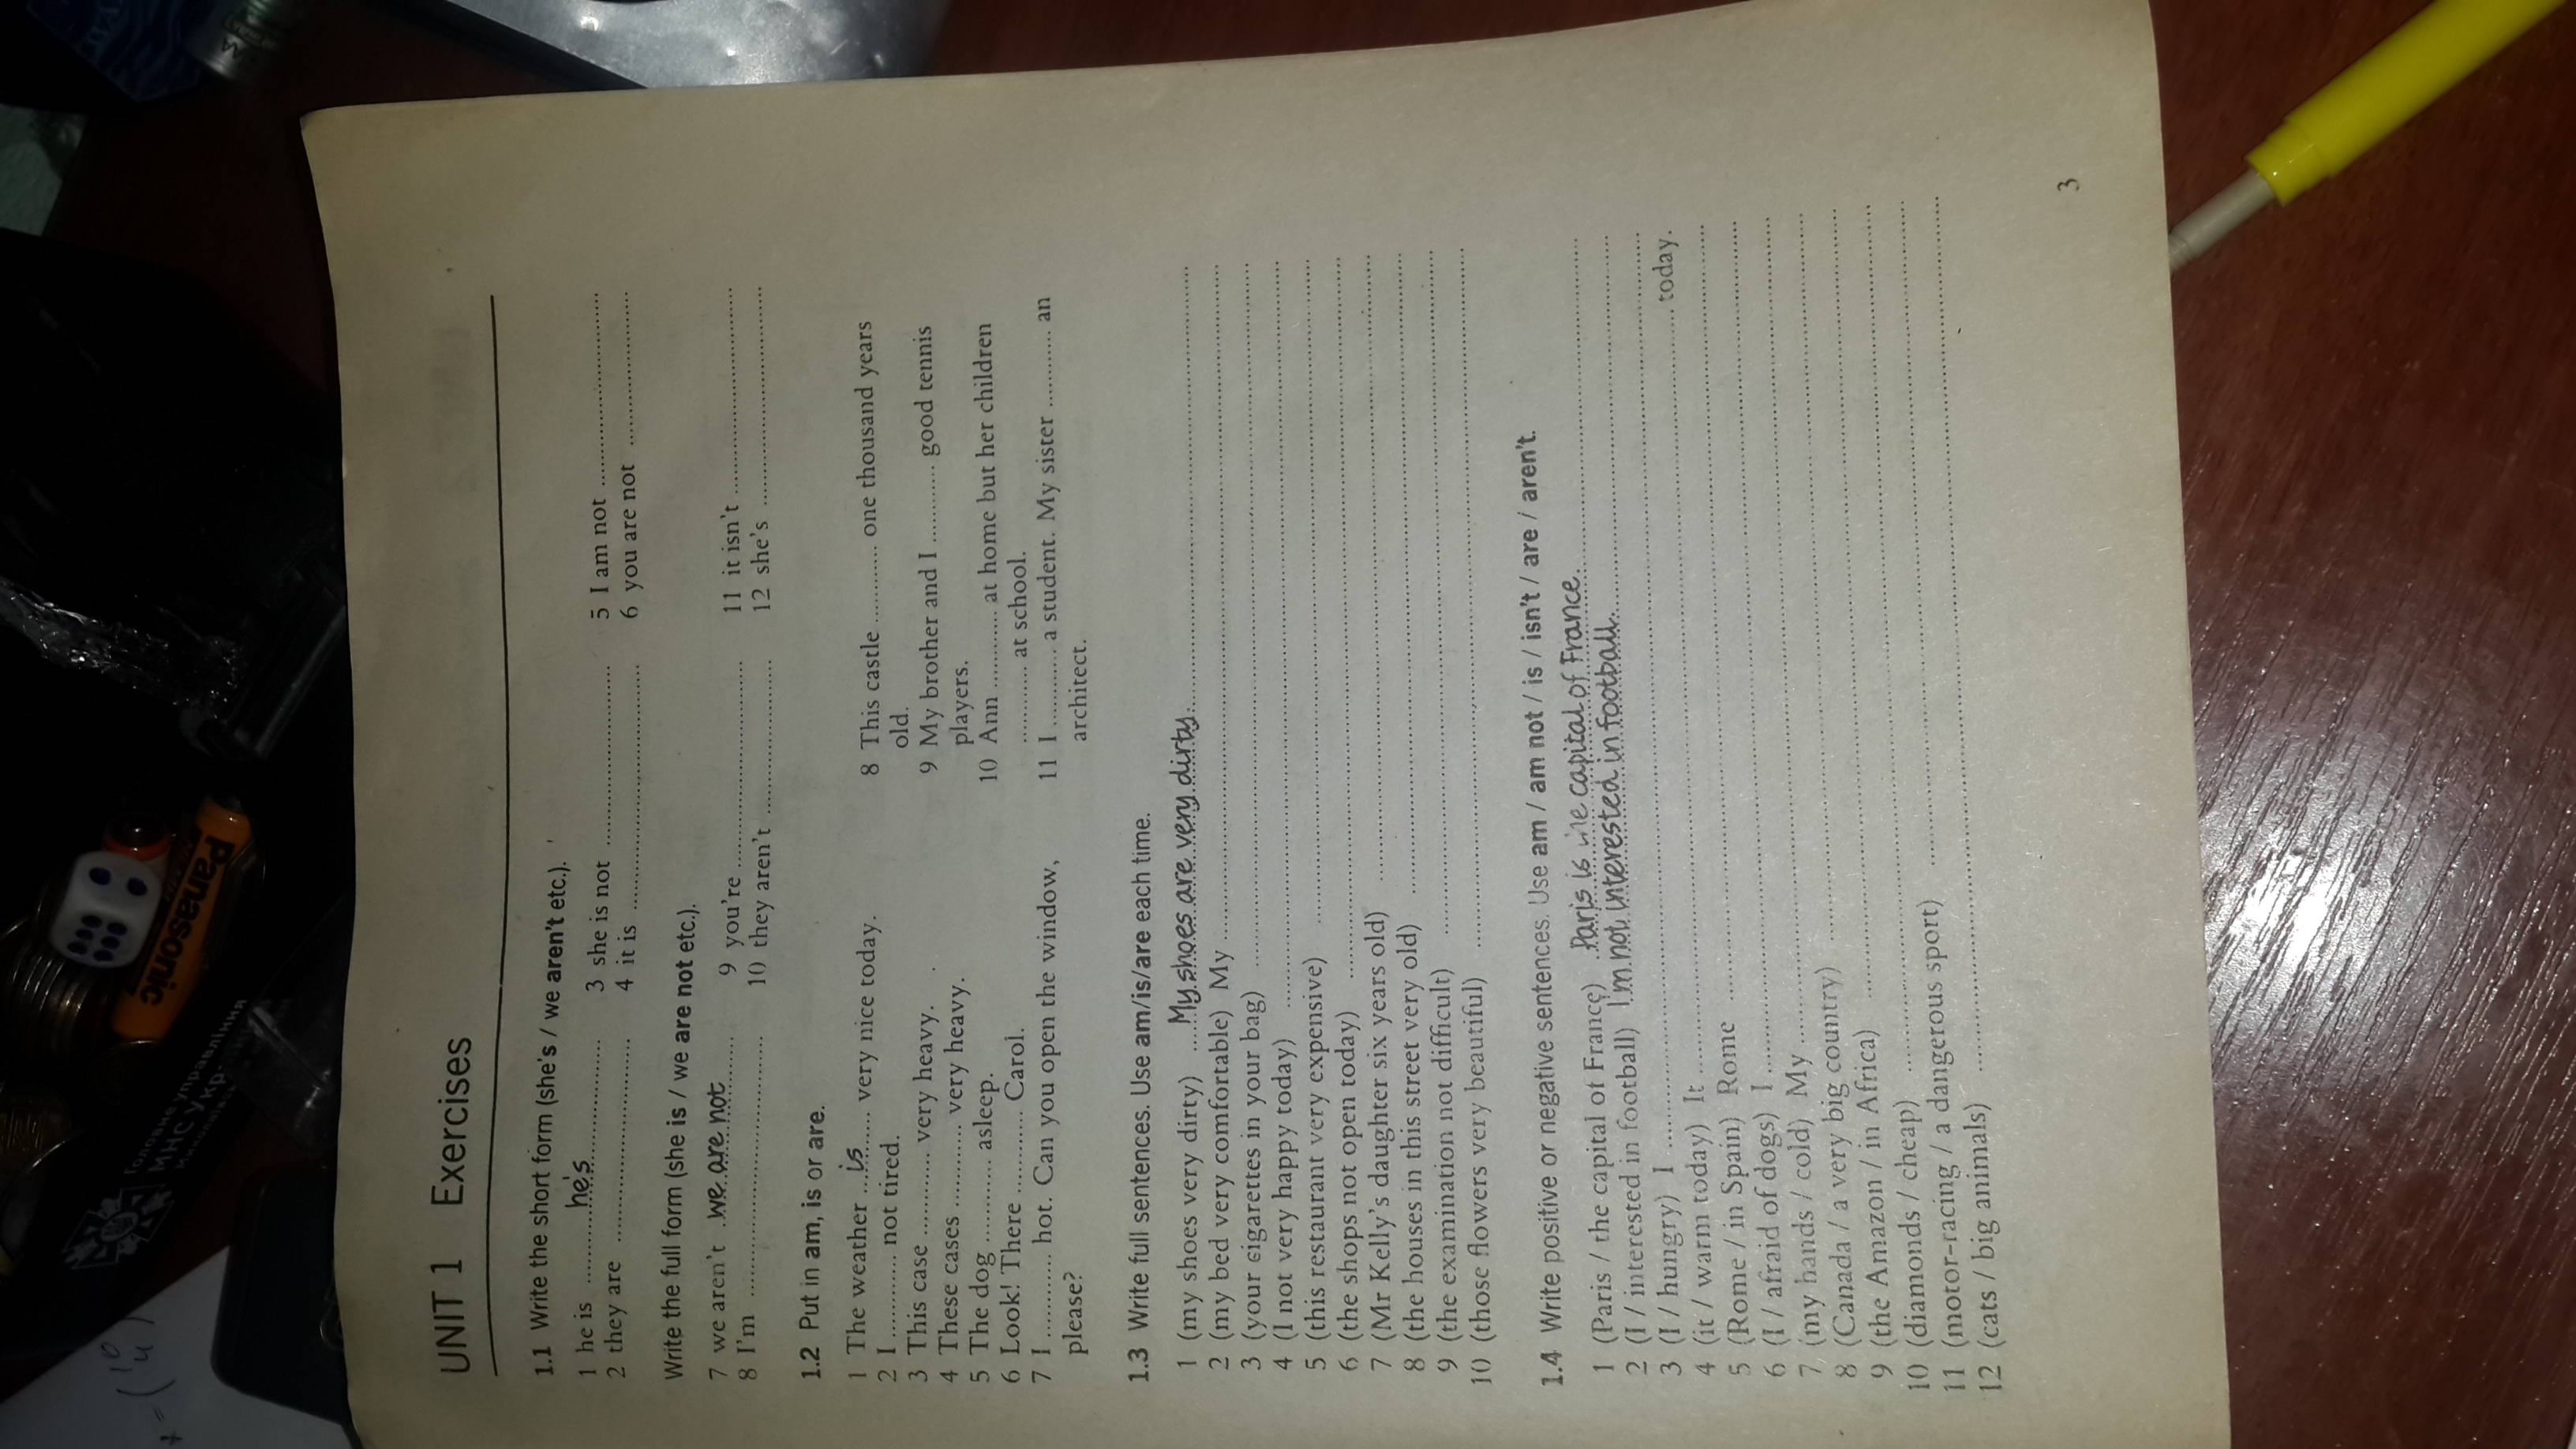 x = ( 10
4 )
Головне управління
МНС Укр
Миколаївс
Panasonic
UNIT 1 Exercises
1.1 Write the short form (she's / we aren't etc.).
1 he is he's
2 they are
3 she is not
4 it is
5 I am not
6 you are not
Write the full form (she is / we are not etc.).
7 we aren't we are not
8 I'm
9 you're
10 they aren't
11 it isn't
12 she's
1.2 Put in am, is or are.
1 The weather ...is... very nice today.
2 I ............ not tired.
3 This case ............ very heavy.
4 These cases ............ very heavy.
5 The dog ............ asleep.
6 Look! There ............ Carol.
7 I ............ hot. Can you open the window,
please?
8 This castle ............ one thousand years
old.
9 My brother and I ............ good tennis
players.
10 Ann ............ at home but her children
............ at school.
11 I ............ a student. My sister ............ an
architect.
1.3 Write full sentences. Use am/is/are each time.
1 (my shoes very dirty) My shoes are very dirty.
2 (my bed very comfortable) My
3 (your cigarettes in your bag)
4 (I not very happy today)
5 (this restaurant very expensive)
6 (the shops not open today)
7 (Mr Kelly's daughter six years old)
8 (the houses in this street very old)
9 (the examination not difficult)
10 (those flowers very beautiful)
1.4 Write positive or negative sentences. Use am / am not / is / isn't / are / aren't.
1 (Paris / the capital of France) Paris is the capital of France.
2 (I / interested in football) I'm not interested in football.
3 (I / hungry) I
4 (it / warm today) It ............ today.
5 (Rome / in Spain) Rome
6 (I / afraid of dogs) I
7 (my hands / cold) My
8 (Canada / a very big country)
9 (the Amazon / in Africa)
10 (diamonds / cheap)
11 (motor-racing / a dangerous sport)
12 (cats / big animals)
3